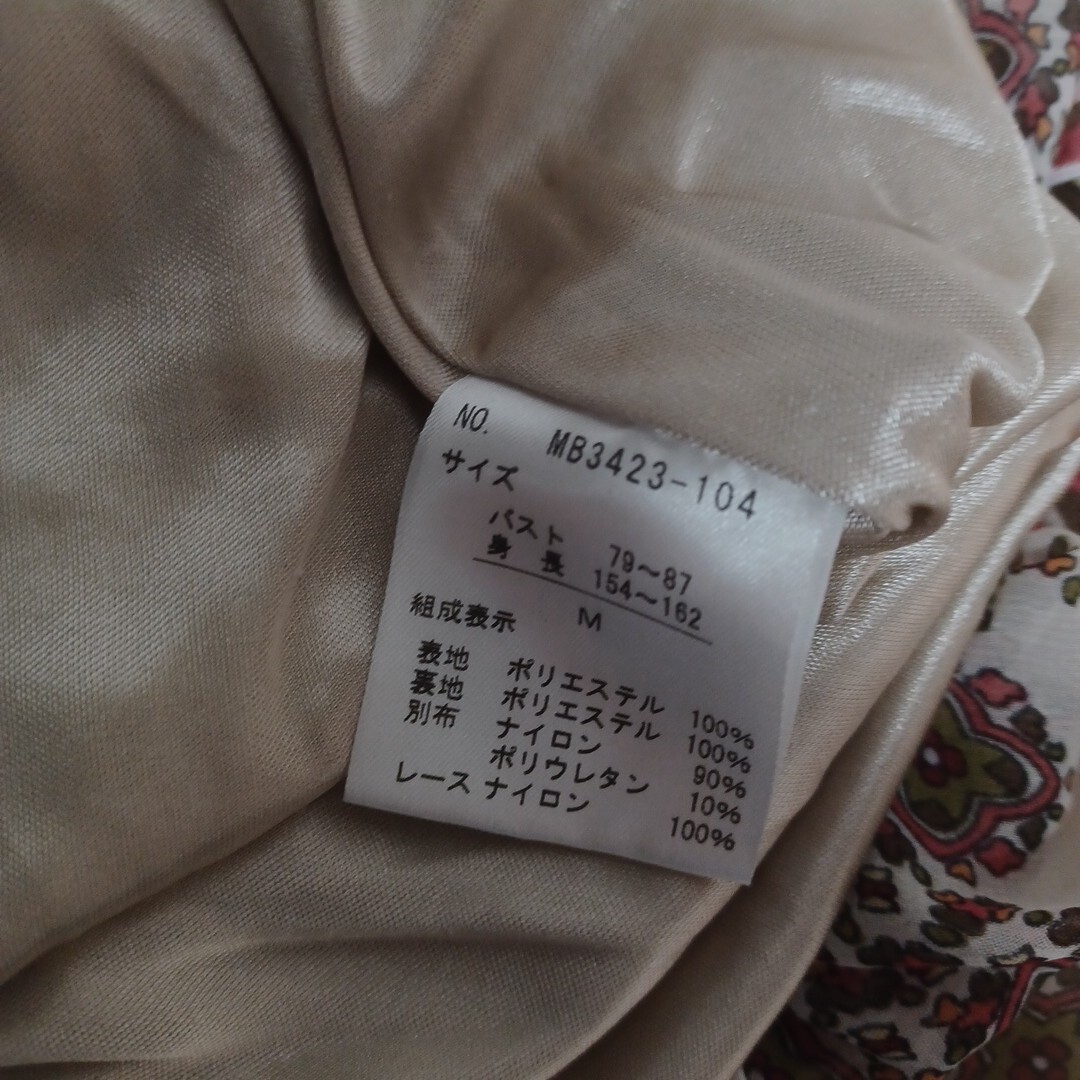 NO. MB3423-104
サイズ
バスト 79～87
身長 154～162
M
組成表示
表地 ポリエステル 100%
裏地 ポリエステル 100%
別布 ナイロン 90%
ポリウレタン 10%
レース ナイロン 100%